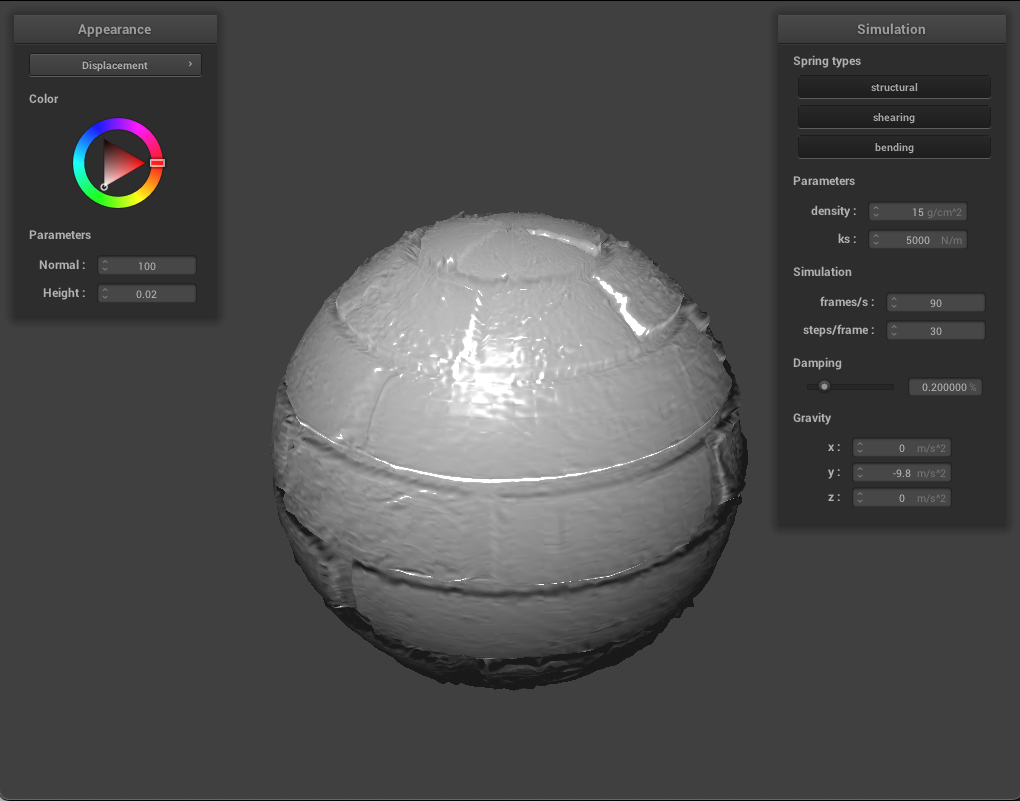 Appearance
Displacement ›
Color
Parameters
Normal : 100
Height : 0.02
Simulation
Spring types
structural
shearing
bending
Parameters
density : 15 g/cm^2
ks : 5000 N/m
Simulation
frames/s : 90
steps/frame : 30
Damping
0.200000 %
Gravity
x : 0 m/s^2
y : -9.8 m/s^2
z : 0 m/s^2